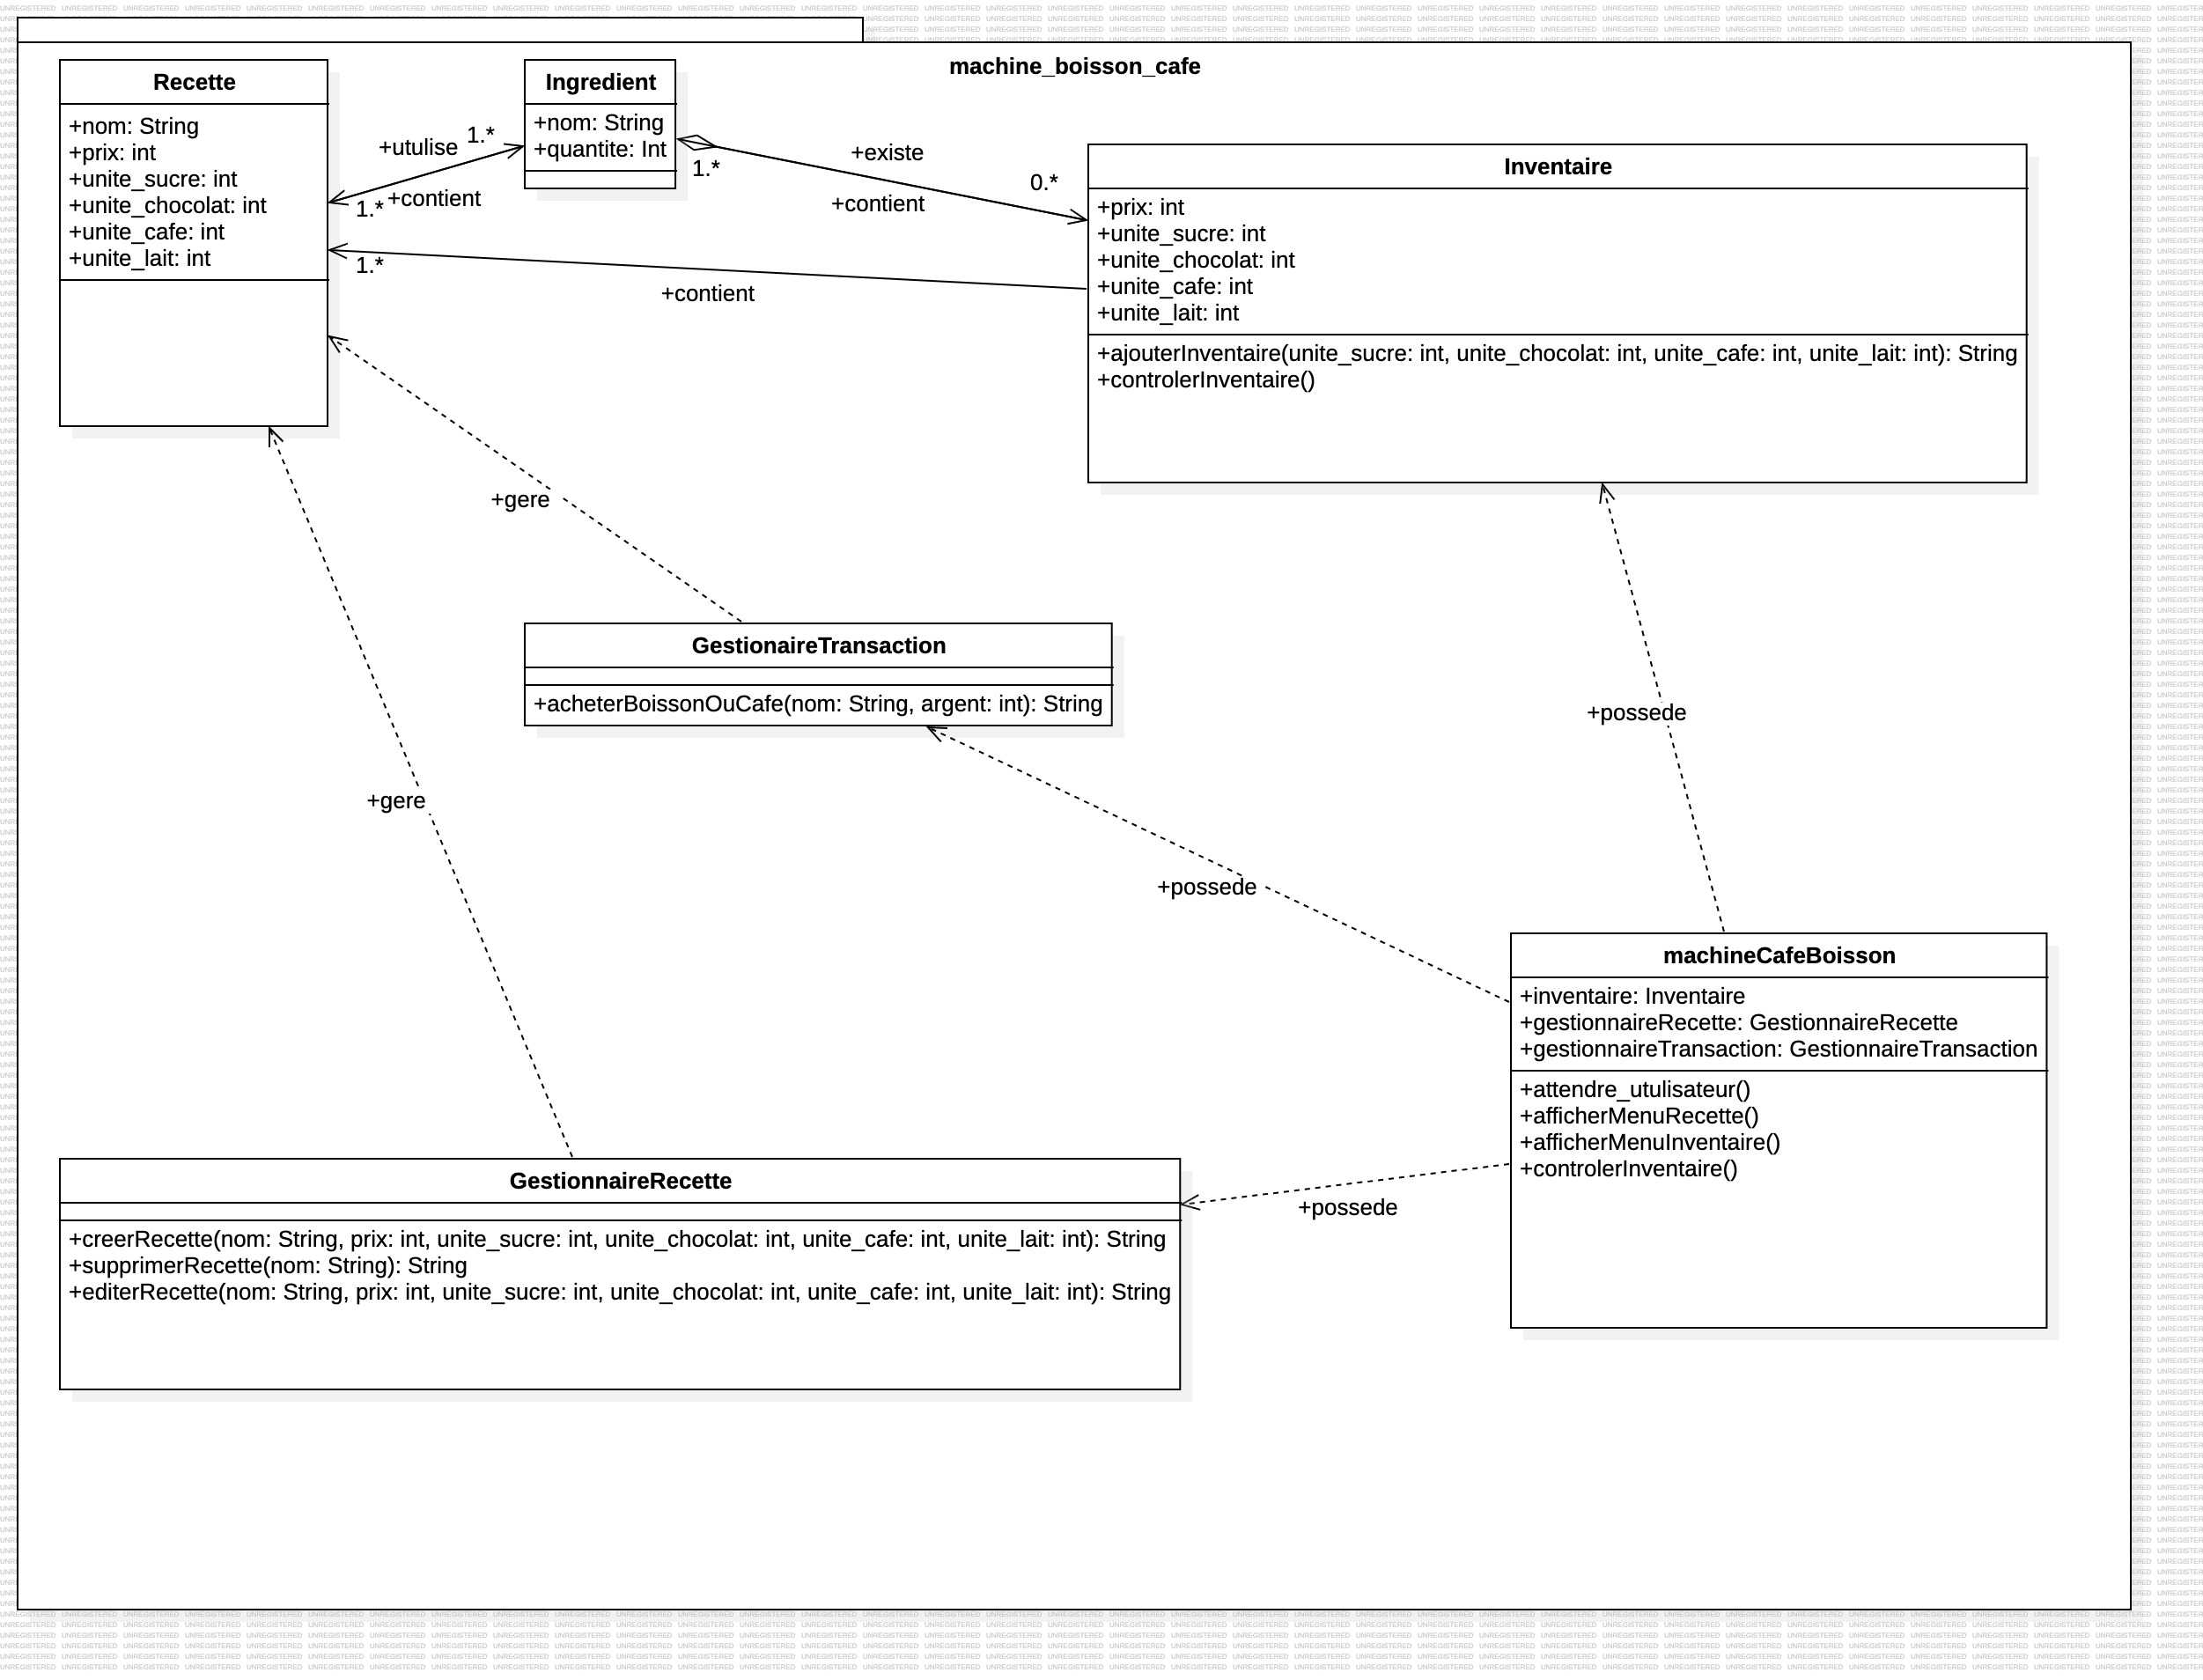 machine_boisson_cafe
Recette
+nom: String
+prix: int
+unite_sucre: int
+unite_chocolat: int
+unite_cafe: int
+unite_lait: int
+utulise
1.*
1.*
+contient
Ingredient
+nom: String
+quantite: Int
1.*
+existe
0.*
+contient
1.*
+contient
Inventaire
+prix: int
+unite_sucre: int
+unite_chocolat: int
+unite_cafe: int
+unite_lait: int
+ajouterInventaire(unite_sucre: int, unite_chocolat: int, unite_cafe: int, unite_lait: int): String
+controlerInventaire()
+gere
GestionaireTransaction
+acheterBoissonOuCafe(nom: String, argent: int): String
+possede
+gere
+possede
machineCafeBoisson
+inventaire: Inventaire
+gestionnaireRecette: GestionnaireRecette
+gestionnaireTransaction: GestionnaireTransaction
+attendre_utulisateur()
+afficherMenuRecette()
+afficherMenuInventaire()
+controlerInventaire()
+possede
GestionnaireRecette
+creerRecette(nom: String, prix: int, unite_sucre: int, unite_chocolat: int, unite_cafe: int, unite_lait: int): String
+supprimerRecette(nom: String): String
+editerRecette(nom: String, prix: int, unite_sucre: int, unite_chocolat: int, unite_cafe: int, unite_lait: int): String
UNREGISTERED